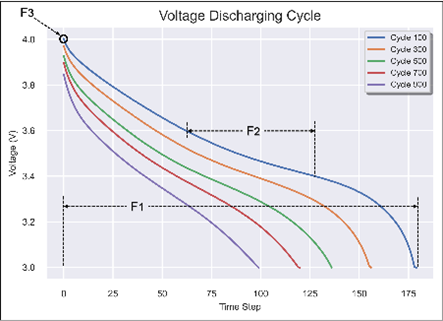 F3
Voltage Discharging Cycle
Cycle 100
Cycle 300
Cycle 500
Cycle 700
Cycle 900
4.0
3.8
3.6
3.4
3.2
3.0
Voltage (V)
F2
F1
0
25
50
75
100
125
150
175
Time Step